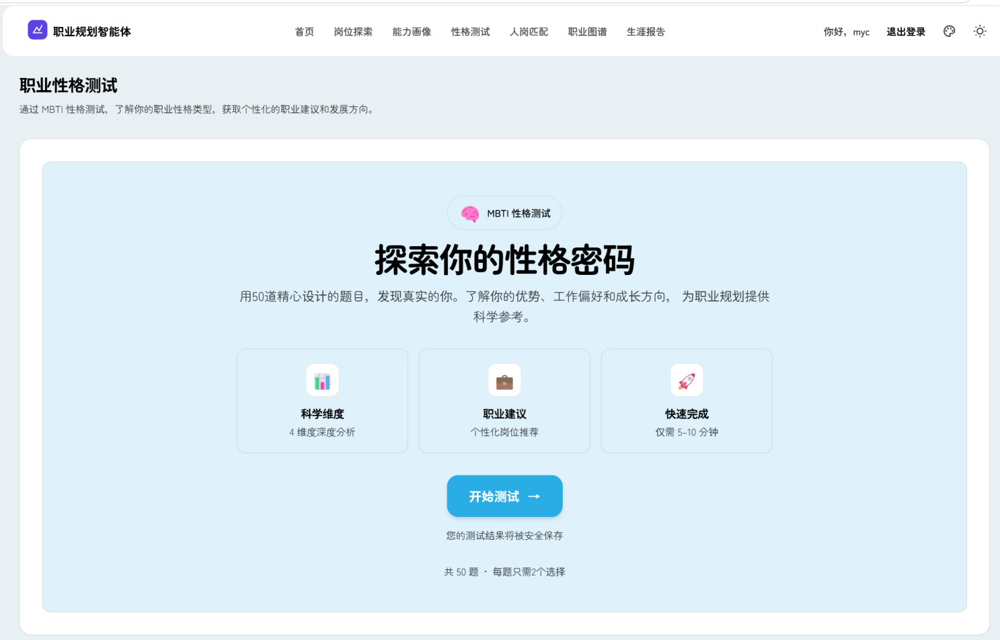 职业规划智能体
首页 岗位探索 能力画像 性格测试 人岗匹配 职业图谱 生涯报告
你好，myc 退出登录
职业性格测试
通过 MBTI 性格测试，了解你的职业性格类型，获取个性化的职业建议和发展方向。
MBTI 性格测试
探索你的性格密码
用50道精心设计的题目，发现真实的你。了解你的优势、工作偏好和成长方向， 为职业规划提供
科学参考。
科学维度
4 维度深度分析
职业建议
个性化岗位推荐
快速完成
仅需 5-10 分钟
开始测试 →
您的测试结果将被安全保存
共 50 题 · 每题只需2个选择